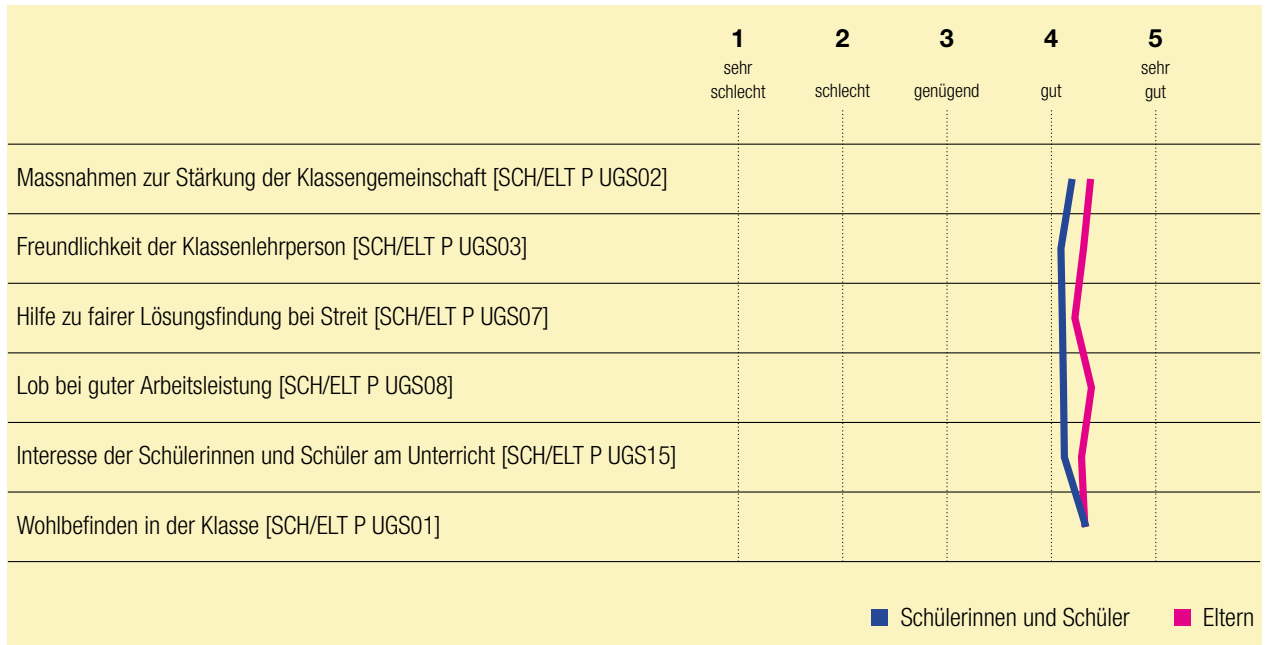 1 2 3 4 5
sehr sehr
schlecht schlecht genügend gut gut
Massnahmen zur Stärkung der Klassengemeinschaft [SCH/ELT P UGS02]
Freundlichkeit der Klassenlehrperson [SCH/ELT P UGS03]
Hilfe zu fairer Lösungsfindung bei Streit [SCH/ELT P UGS07]
Lob bei guter Arbeitsleistung [SCH/ELT P UGS08]
Interesse der Schülerinnen und Schüler am Unterricht [SCH/ELT P UGS15]
Wohlbefinden in der Klasse [SCH/ELT P UGS01]
Schülerinnen und Schüler Eltern